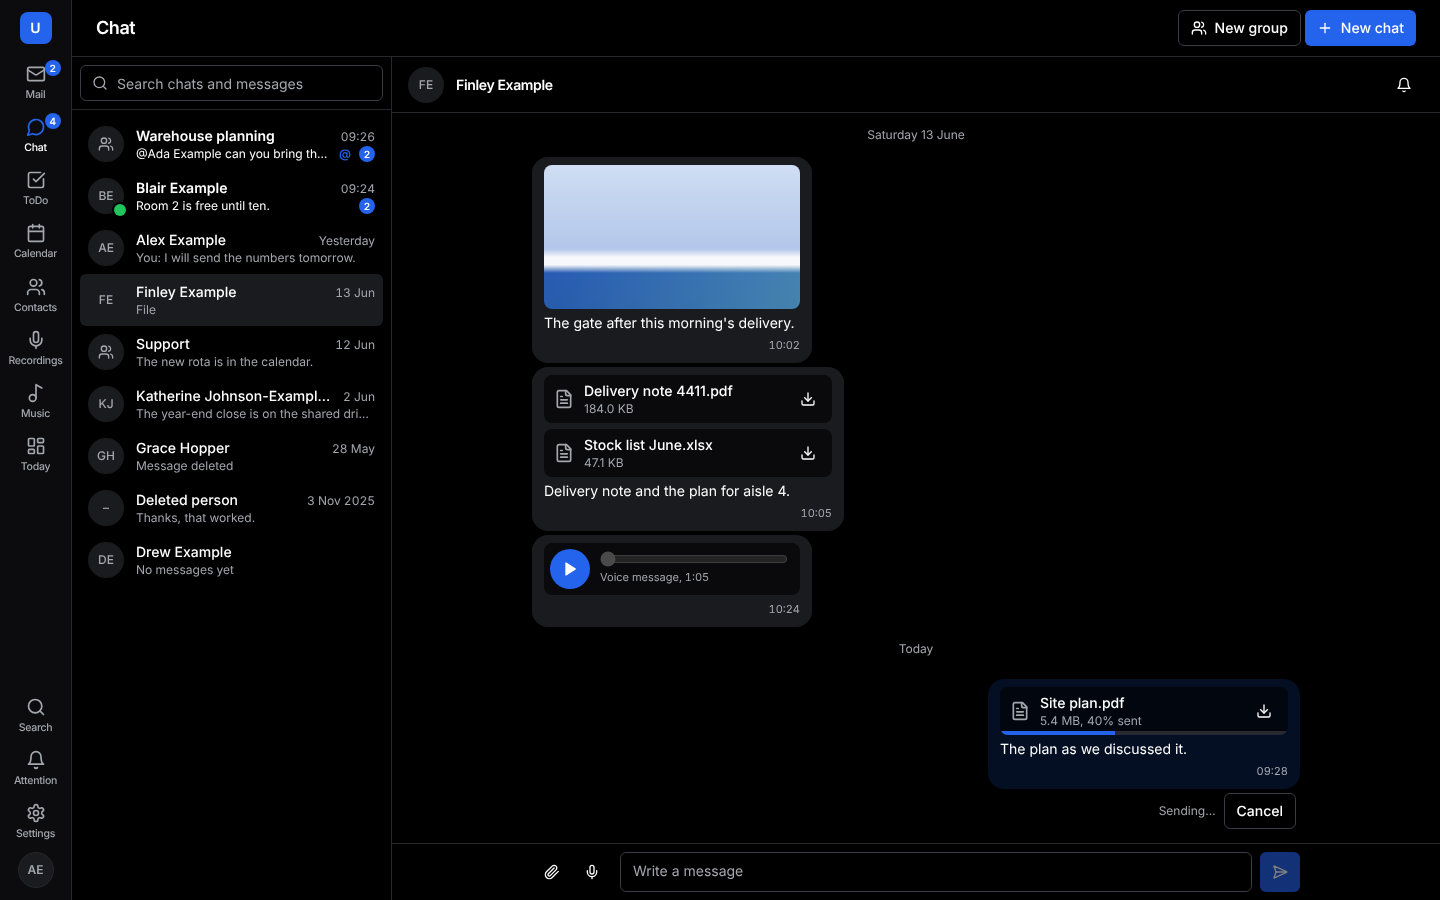 U
Chat
New group
New chat
2
Mail
4
Chat
ToDo
Calendar
Contacts
Recordings
Music
Today
Search
Attention
Settings
AE
Search chats and messages
Warehouse planning
09:26
@Ada Example can you bring th...
@
2
BE
Blair Example
09:24
Room 2 is free until ten.
2
AE
Alex Example
Yesterday
You: I will send the numbers tomorrow.
FE
Finley Example
13 Jun
File
Support
12 Jun
The new rota is in the calendar.
KJ
Katherine Johnson-Exampl...
2 Jun
The year-end close is on the shared dri...
GH
Grace Hopper
28 May
Message deleted
–
Deleted person
3 Nov 2025
Thanks, that worked.
DE
Drew Example
No messages yet
FE
Finley Example
Saturday 13 June
The gate after this morning's delivery.
10:02
Delivery note 4411.pdf
184.0 KB
Stock list June.xlsx
47.1 KB
Delivery note and the plan for aisle 4.
10:05
Voice message, 1:05
10:24
Today
Site plan.pdf
5.4 MB, 40% sent
The plan as we discussed it.
09:28
Sending...
Cancel
Write a message